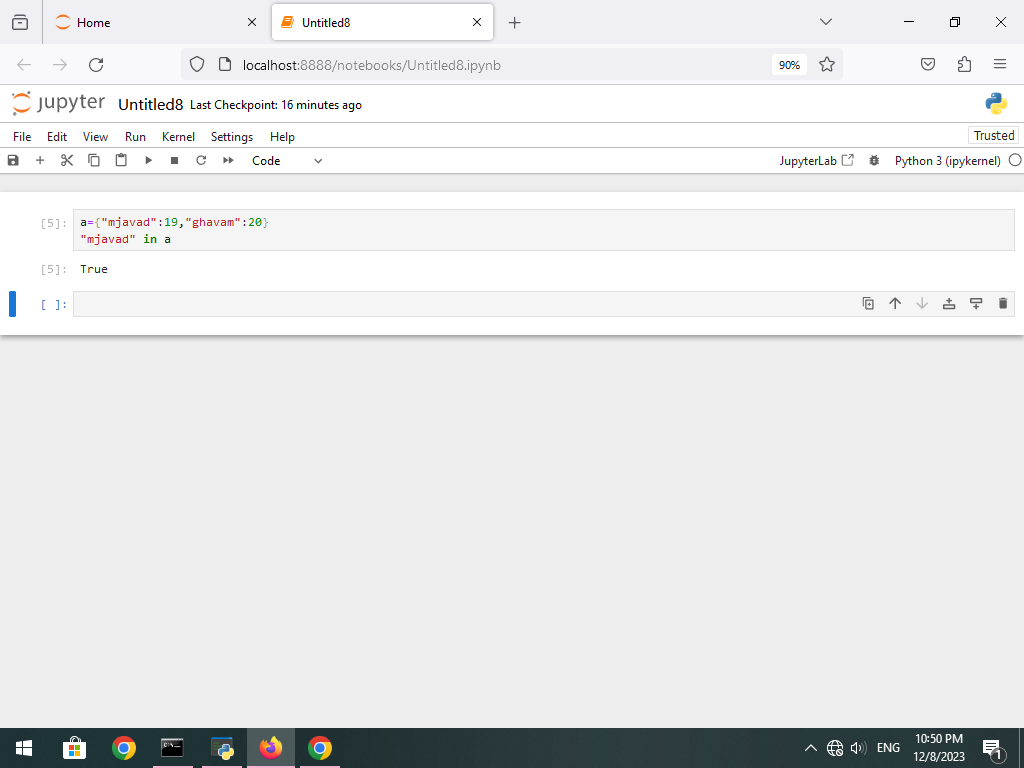 Home
Untitled8
localhost:8888/notebooks/Untitled8.ipynb
90%
jupyter Untitled8 Last Checkpoint: 16 minutes ago
File Edit View Run Kernel Settings Help
Trusted
Code
JupyterLab
Python 3 (ipykernel)
[5]: a={"mjavad":19,"ghavam":20}
"mjavad" in a
[5]: True
[ ]:
ENG
10:50 PM
12/8/2023
1